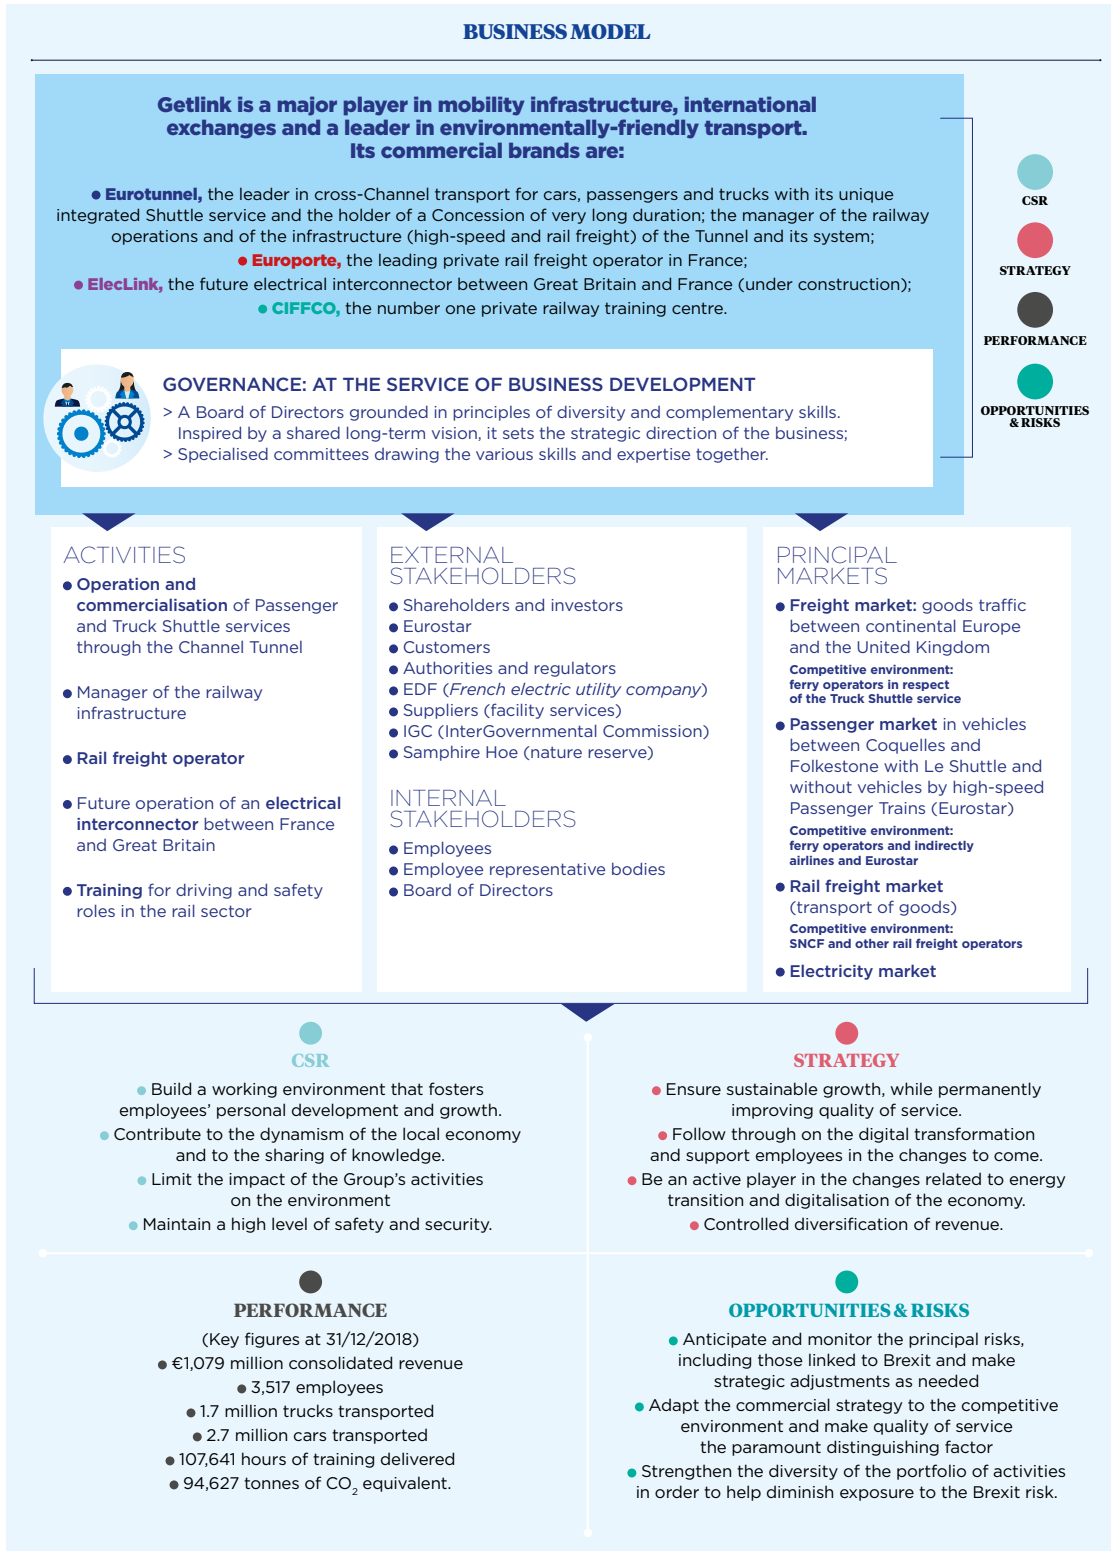 BUSINESS MODEL
Getlink is a major player in mobility infrastructure, international
exchanges and a leader in environmentally-friendly transport.
Its commercial brands are:
● Eurotunnel, the leader in cross-Channel transport for cars, passengers and trucks with its unique
integrated Shuttle service and the holder of a Concession of very long duration; the manager of the railway
operations and of the infrastructure (high-speed and rail freight) of the Tunnel and its system;
● Europorte, the leading private rail freight operator in France;
● ElecLink, the future electrical interconnector between Great Britain and France (under construction);
● CIFFCO, the number one private railway training centre.
CSR
STRATEGY
PERFORMANCE
OPPORTUNITIES
& RISKS
GOVERNANCE: AT THE SERVICE OF BUSINESS DEVELOPMENT
> A Board of Directors grounded in principles of diversity and complementary skills.
Inspired by a shared long-term vision, it sets the strategic direction of the business;
> Specialised committees drawing the various skills and expertise together.
ACTIVITIES
● Operation and
commercialisation of Passenger
and Truck Shuttle services
through the Channel Tunnel
● Manager of the railway
infrastructure
● Rail freight operator
● Future operation of an electrical
interconnector between France
and Great Britain
● Training for driving and safety
roles in the rail sector
EXTERNAL
STAKEHOLDERS
● Shareholders and investors
● Eurostar
● Customers
● Authorities and regulators
● EDF (French electric utility company)
● Suppliers (facility services)
● IGC (InterGovernmental Commission)
● Samphire Hoe (nature reserve)
INTERNAL
STAKEHOLDERS
● Employees
● Employee representative bodies
● Board of Directors
PRINCIPAL
MARKETS
● Freight market: goods traffic
between continental Europe
and the United Kingdom
Competitive environment:
ferry operators in respect
of the Truck Shuttle service
● Passenger market in vehicles
between Coquelles and
Folkestone with Le Shuttle and
without vehicles by high-speed
Passenger Trains (Eurostar)
Competitive environment:
ferry operators and indirectly
airlines and Eurostar
● Rail freight market
(transport of goods)
Competitive environment:
SNCF and other rail freight operators
● Electricity market
CSR
● Build a working environment that fosters
employees' personal development and growth.
● Contribute to the dynamism of the local economy
and to the sharing of knowledge.
● Limit the impact of the Group's activities
on the environment
● Maintain a high level of safety and security.
STRATEGY
● Ensure sustainable growth, while permanently
improving quality of service.
● Follow through on the digital transformation
and support employees in the changes to come.
● Be an active player in the changes related to energy
transition and digitalisation of the economy.
● Controlled diversification of revenue.
PERFORMANCE
(Key figures at 31/12/2018)
● €1,079 million consolidated revenue
● 3,517 employees
● 1.7 million trucks transported
● 2.7 million cars transported
● 107,641 hours of training delivered
● 94,627 tonnes of CO2 equivalent.
OPPORTUNITIES & RISKS
● Anticipate and monitor the principal risks,
including those linked to Brexit and make
strategic adjustments as needed
● Adapt the commercial strategy to the competitive
environment and make quality of service
the paramount distinguishing factor
● Strengthen the diversity of the portfolio of activities
in order to help diminish exposure to the Brexit risk.